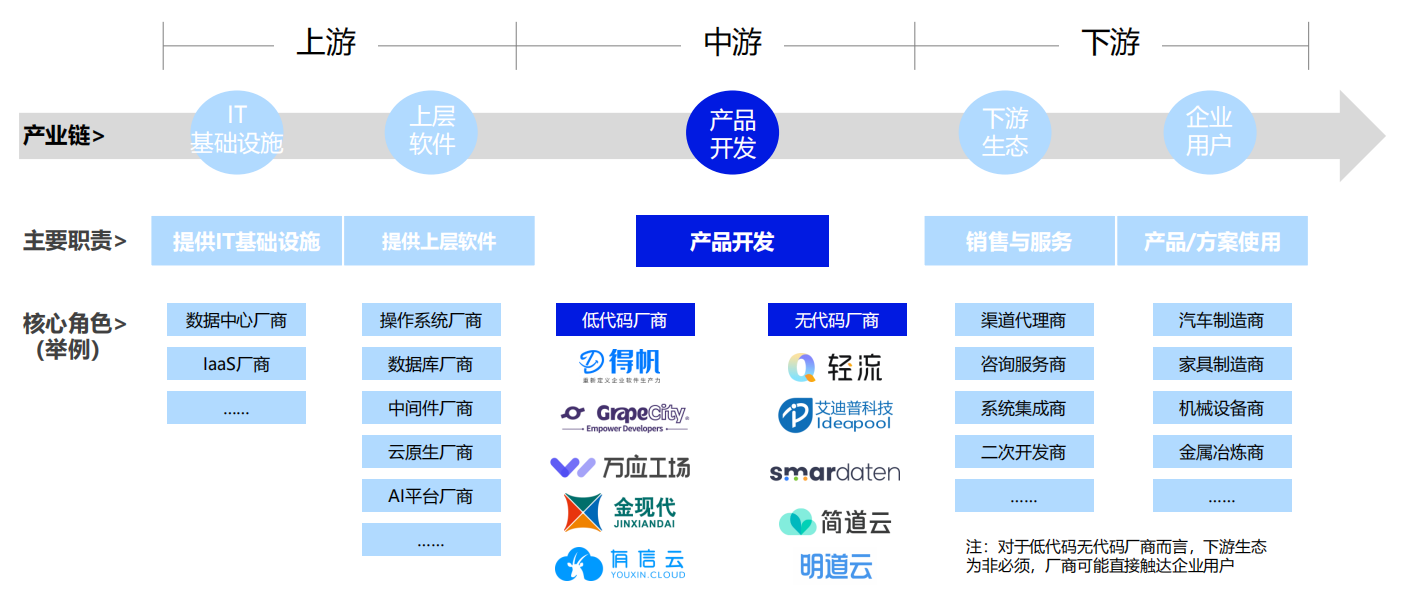 上游
中游
下游
产业链>
IT
基础设施
上层
软件
产品
开发
下游
生态
企业
用户
主要职责>
提供IT基础设施
提供上层软件
产品开发
销售与服务
产品/方案使用
核心角色>
(举例)
数据中心厂商
IaaS厂商
……
操作系统厂商
数据库厂商
中间件厂商
云原生厂商
AI平台厂商
……
低代码厂商
得帆
重新定义企业软件生产力
GrapeCity
Empower Developers
万应工场
金现代
JINXIANDAI
有信云
YOUXIN.CLOUD
无代码厂商
轻流
艾迪普科技
Ideapool
smardaten
简道云
明道云
渠道代理商
咨询服务商
系统集成商
二次开发商
……
汽车制造商
家具制造商
机械设备商
金属冶炼商
……
注：对于低代码无代码厂商而言，下游生态
为非必须，厂商可能直接触达企业用户